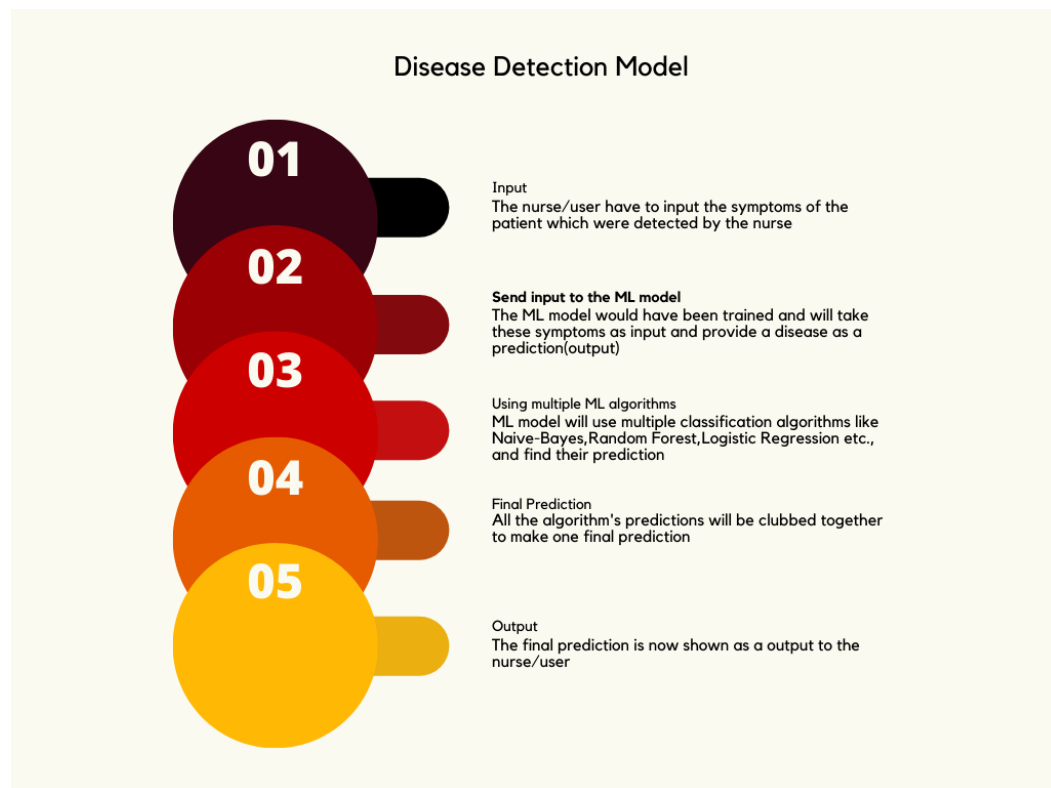 Disease Detection Model
01
Input
The nurse/user have to input the symptoms of the
patient which were detected by the nurse
02
Send input to the ML model
The ML model would have been trained and will take
these symptoms as input and provide a disease as a
prediction(output)
03
Using multiple ML algorithms
ML model will use multiple classification algorithms like
Naive-Bayes,Random Forest,Logistic Regression etc.,
and find their prediction
04
Final Prediction
All the algorithm's predictions will be clubbed together
to make one final prediction
05
Output
The final prediction is now shown as a output to the
nurse/user